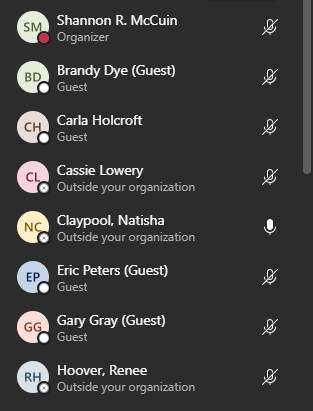 SM
Shannon R. McCuin
Organizer
BD
Brandy Dye (Guest)
Guest
CH
Carla Holcroft
Guest
CL
Cassie Lowery
Outside your organization
NC
Claypool, Natisha
Outside your organization
EP
Eric Peters (Guest)
Guest
GG
Gary Gray (Guest)
Guest
RH
Hoover, Renee
Outside your organization